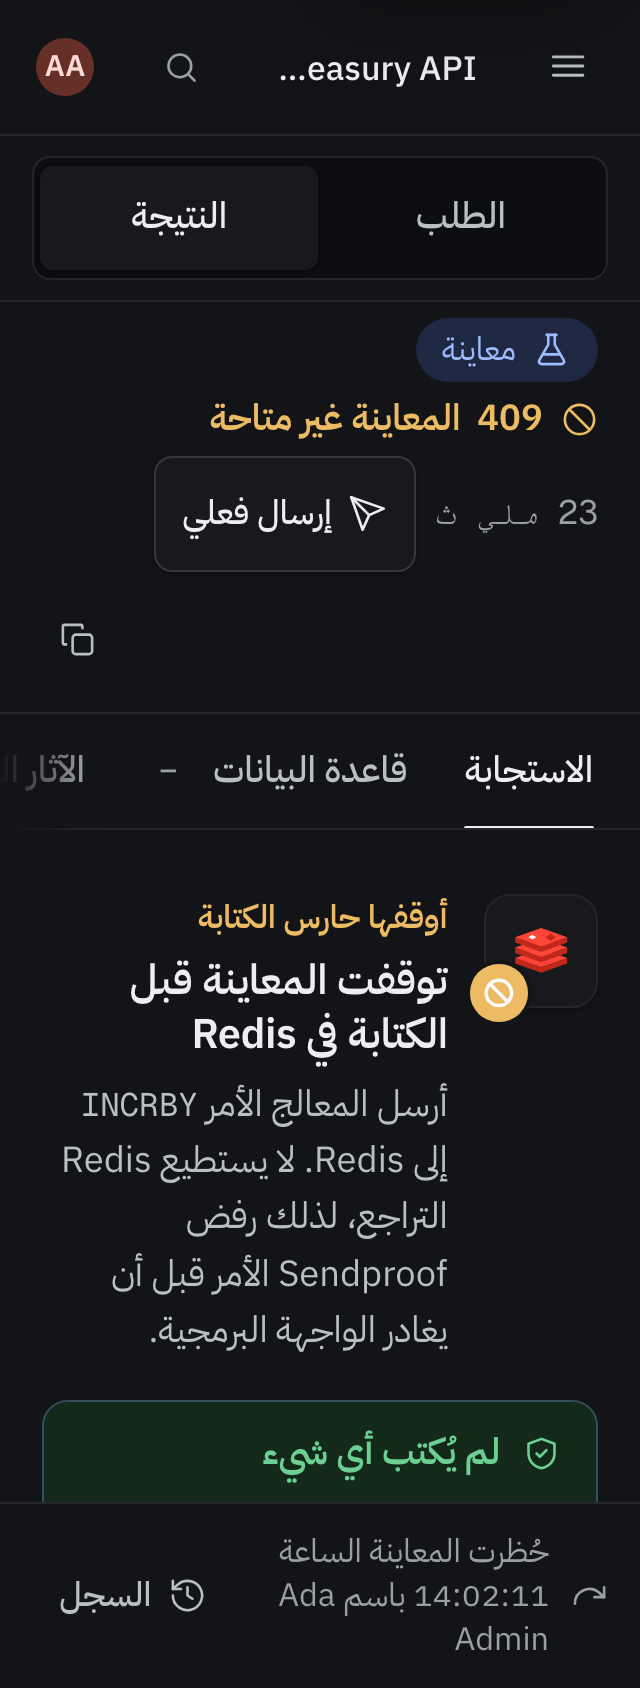 ...easury API
AA
الطلب
النتيجة
معاينة
409 المعاينة غير متاحة
23 ملي ث
إرسال فعلي
الاستجابة
قاعدة البيانات
–
الآثار ال
أوقفها حارس الكتابة
توقفت المعاينة قبل
الكتابة في Redis
أرسل المعالج الأمر INCRBY
إلى Redis. لا يستطيع Redis
التراجع، لذلك رفض
Sendproof الأمر قبل أن
يغادر الواجهة البرمجية.
لم يُكتب أي شيء
حُظرت المعاينة الساعة
14:02:11 باسم Ada
Admin
السجل